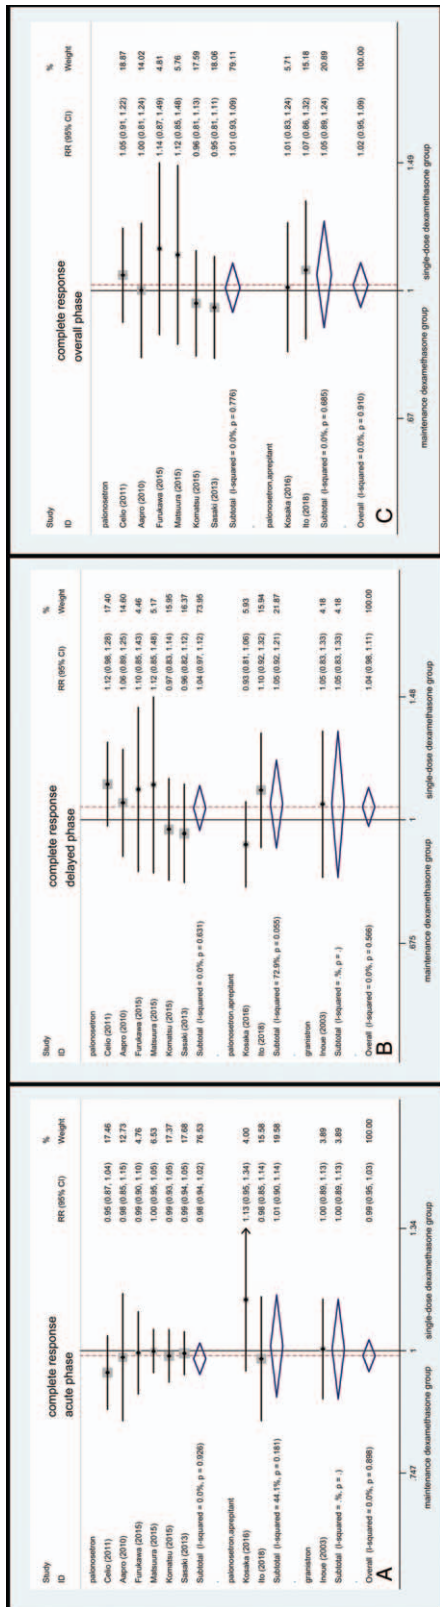 complete response
acute phase
Study %
ID RR (95% CI) Weight
palonosetron
Celio (2011) 0.95 (0.87, 1.04) 17.46
Aapro (2010) 0.98 (0.85, 1.15) 12.73
Furukawa (2015) 0.99 (0.90, 1.10) 4.76
Matsuura (2015) 1.00 (0.95, 1.05) 6.53
Komatsu (2015) 0.99 (0.93, 1.05) 17.37
Sasaki (2013) 0.99 (0.94, 1.05) 17.68
Subtotal (I-squared = 0.0%, p = 0.926) 0.98 (0.94, 1.02) 76.53
.
palonosetron,aprepitant
Kosaka (2016) 1.13 (0.95, 1.34) 4.00
Ito (2018) 0.98 (0.85, 1.14) 15.58
Subtotal (I-squared = 44.1%, p = 0.181) 1.01 (0.90, 1.14) 19.58
.
granistron
Inoue (2003) 1.00 (0.89, 1.13) 3.89
Subtotal (I-squared = .%, p = .) 1.00 (0.89, 1.13) 3.89
.
Overall (I-squared = 0.0%, p = 0.898) 0.99 (0.95, 1.03) 100.00
A
.747 1 1.34
maintenance dexamethasone group single-dose dexamethasone group
complete response
delayed phase
Study %
ID RR (95% CI) Weight
palonosetron
Celio (2011) 1.12 (0.98, 1.28) 17.40
Aapro (2010) 1.06 (0.89, 1.25) 14.60
Furukawa (2015) 1.10 (0.85, 1.43) 4.46
Matsuura (2015) 1.12 (0.85, 1.48) 5.17
Komatsu (2015) 0.97 (0.83, 1.14) 15.95
Sasaki (2013) 0.96 (0.82, 1.12) 16.37
Subtotal (I-squared = 0.0%, p = 0.631) 1.04 (0.97, 1.12) 73.95
.
palonosetron,aprepitant
Kosaka (2016) 0.93 (0.81, 1.06) 5.93
Ito (2018) 1.10 (0.92, 1.32) 15.94
Subtotal (I-squared = 72.9%, p = 0.055) 1.05 (0.92, 1.21) 21.87
.
granistron
Inoue (2003) 1.05 (0.83, 1.33) 4.18
Subtotal (I-squared = .%, p = .) 1.05 (0.83, 1.33) 4.18
.
Overall (I-squared = 0.0%, p = 0.566) 1.04 (0.98, 1.11) 100.00
B
.675 1 1.48
maintenance dexamethasone group single-dose dexamethasone group
complete response
overall phase
Study %
ID RR (95% CI) Weight
palonosetron
Celio (2011) 1.05 (0.91, 1.22) 18.87
Aapro (2010) 1.00 (0.81, 1.24) 14.02
Furukawa (2015) 1.14 (0.87, 1.49) 4.81
Matsuura (2015) 1.12 (0.85, 1.48) 5.76
Komatsu (2015) 0.96 (0.81, 1.13) 17.59
Sasaki (2013) 0.95 (0.81, 1.11) 18.06
Subtotal (I-squared = 0.0%, p = 0.776) 1.01 (0.93, 1.09) 79.11
.
palonosetron,aprepitant
Kosaka (2016) 1.01 (0.83, 1.24) 5.71
Ito (2018) 1.07 (0.86, 1.32) 15.18
Subtotal (I-squared = 0.0%, p = 0.685) 1.05 (0.89, 1.24) 20.89
.
Overall (I-squared = 0.0%, p = 0.910) 1.02 (0.95, 1.09) 100.00
C
.67 1 1.49
maintenance dexamethasone group single-dose dexamethasone group